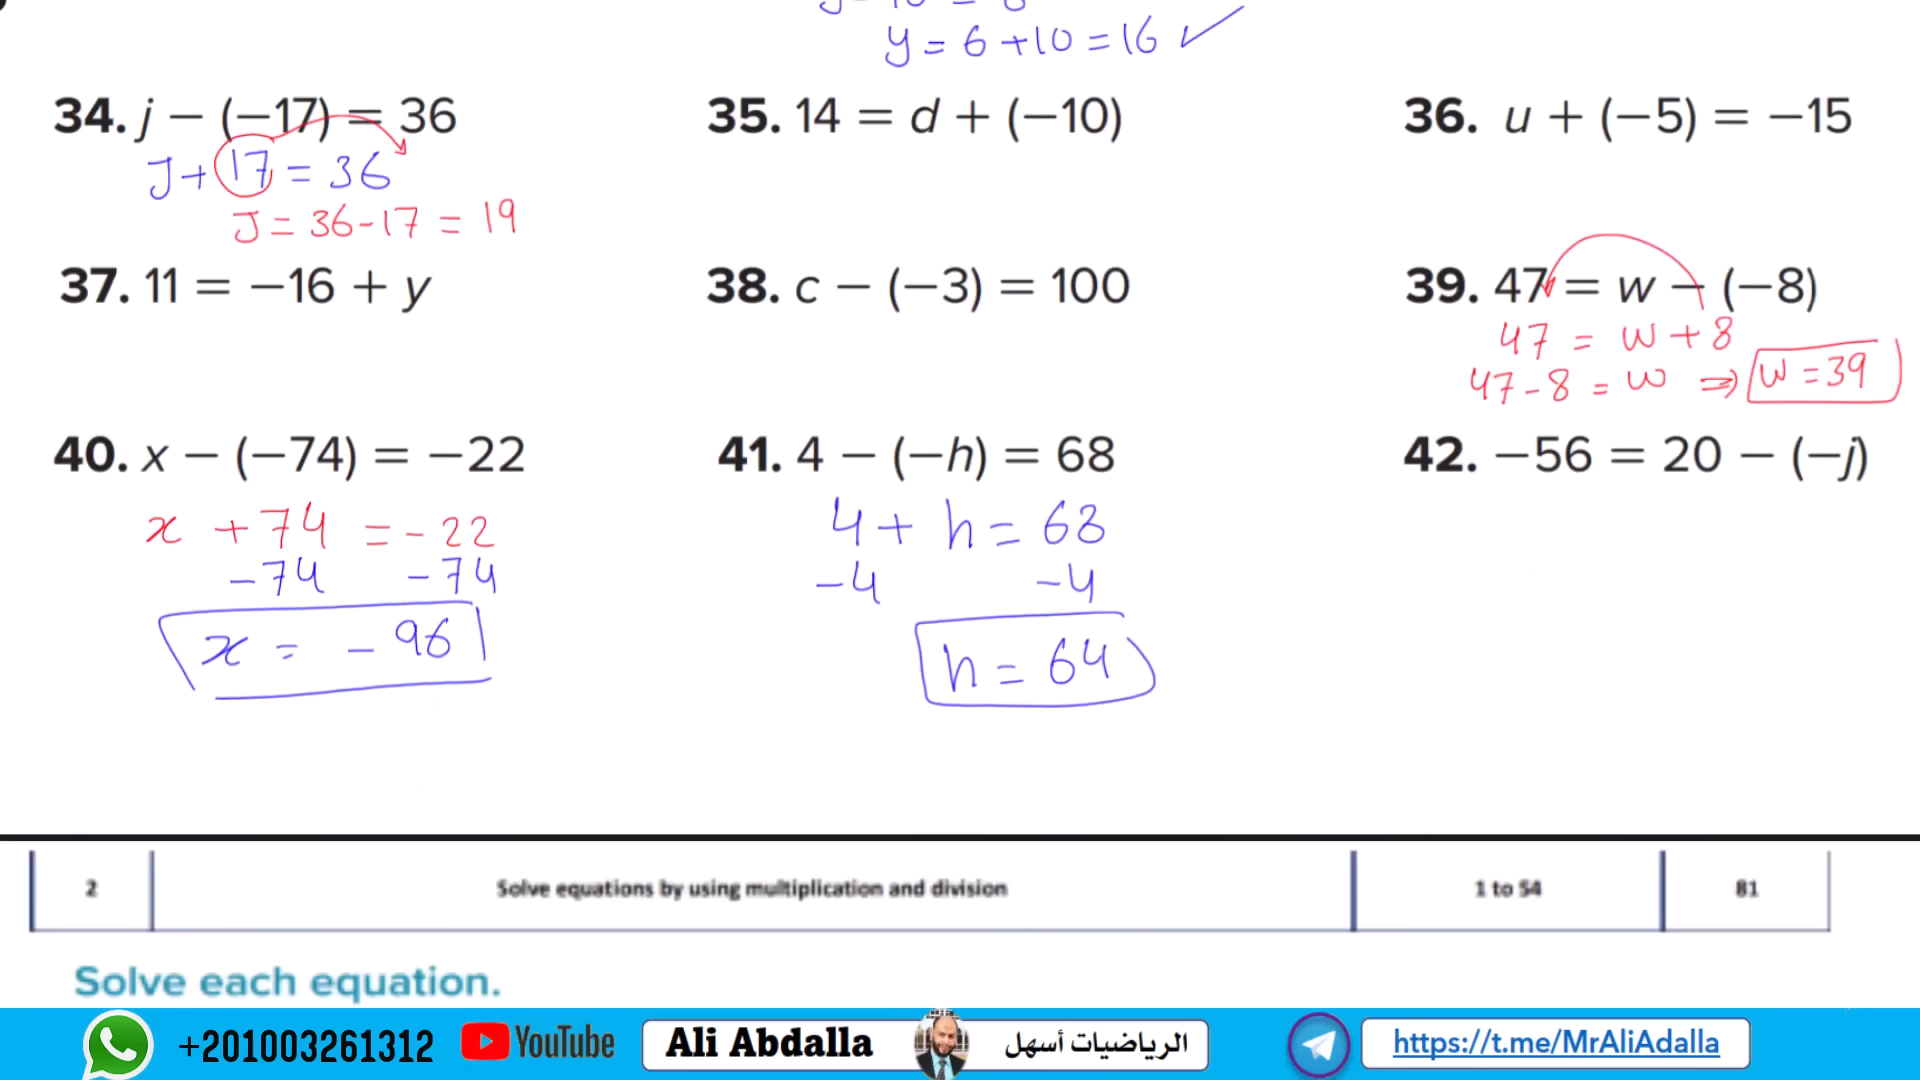 y = 6 + 10 = 16 ✓
34. j − (−17) = 36
J + 17 = 36
J = 36 - 17 = 19
35. 14 = d + (−10)
36. u + (−5) = −15
37. 11 = −16 + y
38. c − (−3) = 100
39. 47 = w − (−8)
47 = w + 8
47 - 8 = w ⇒ w = 39
40. x − (−74) = −22
x + 74 = - 22
- 74 - 74
x = - 96
41. 4 − (−h) = 68
4 + h = 68
- 4 - 4
h = 64
42. −56 = 20 − (−j)
2 Solve equations by using multiplication and division 1 to 54 81
Solve each equation.
+201003261312 YouTube Ali Abdalla الرياضيات أسهل https://t.me/MrAliAdalla